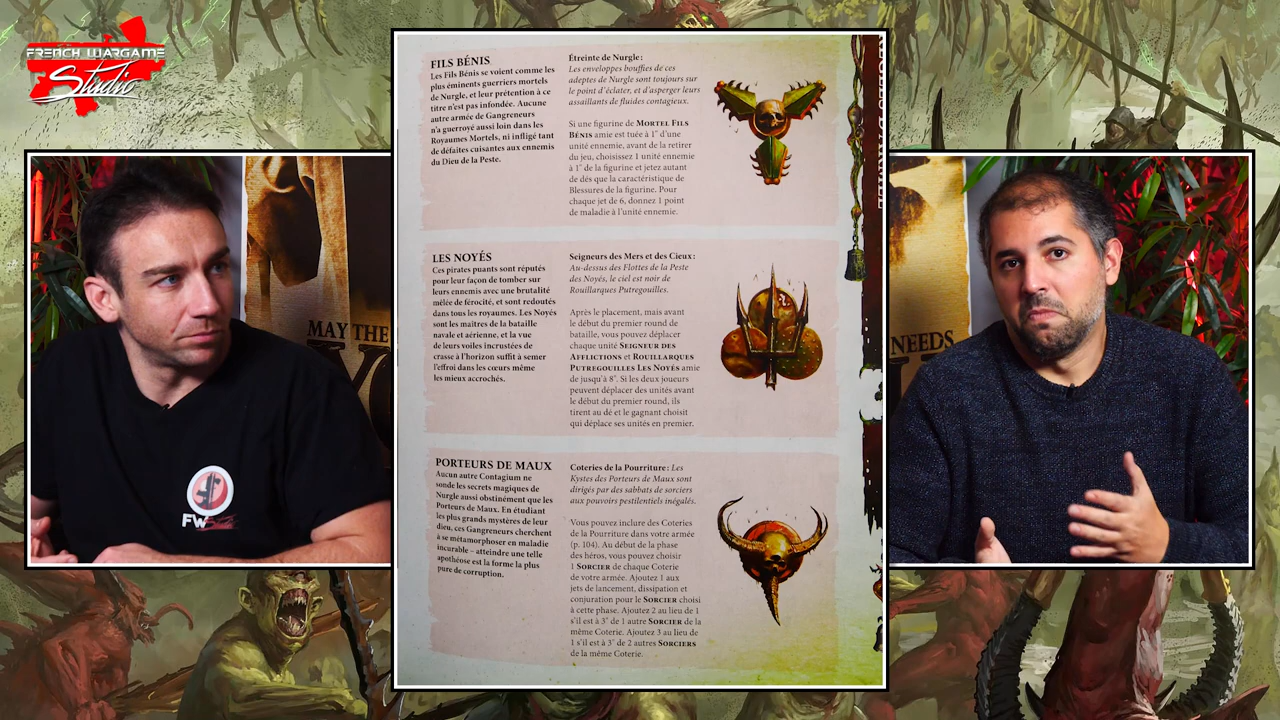 FRENCH WARGAME
Studio
FILS BÉNIS
Les Fils Bénis se voient comme les
plus éminents guerriers mortels
de Nurgle, et leur prétention à ce
titre n'est pas infondée. Aucune
autre armée de Gangreneurs
n'a guerroyé aussi loin dans les
Royaumes Mortels, ni infligé tant
de défaites cuisantes aux ennemis
du Dieu de la Peste.
Étreinte de Nurgle :
Les enveloppes bouffies de ces
adeptes de Nurgle sont toujours sur
le point d'éclater, et d'asperger leurs
assaillants de fluides contagieux.
Si une figurine de MORTEL FILS
BÉNIS amie est tuée à 1" d'une
unité ennemie, avant de la retirer
du jeu, choisissez 1 unité ennemie
à 1" de la figurine et jetez autant
de dés que la caractéristique de
Blessures de la figurine. Pour
chaque jet de 6, donnez 1 point
de maladie à l'unité ennemie.
LES NOYÉS
Ces pirates puants sont réputés
pour leur façon de tomber sur
leurs ennemis avec une brutalité
mêlée de férocité, et sont redoutés
dans tous les royaumes. Les Noyés
sont les maîtres de la bataille
navale et aérienne, et la vue
de leurs voiles incrustées de
crasse à l'horizon suffit à semer
l'effroi dans les cœurs même
les mieux accrochés.
Seigneurs des Mers et des Cieux :
Au-dessus des Flottes de la Peste
des Noyés, le ciel est noir de
Rouillarques Putregouilles.
Après le placement, mais avant
le début du premier round de
bataille, vous pouvez déplacer
chaque unité SEIGNEUR DES
AFFLICTIONS et ROUILLARQUES
PUTREGOUILLES LES NOYÉS amie
de jusqu'à 8". Si les deux joueurs
peuvent déplacer des unités avant
le début du premier round, ils
tirent au dé et le gagnant choisit
qui déplace ses unités en premier.
PORTEURS DE MAUX
Aucun autre Contagium ne
sonde les secrets magiques de
Nurgle aussi obstinément que les
Porteurs de Maux. En étudiant
les plus grands mystères de leur
dieu, ces Gangreneurs cherchent
à se métamorphoser en maladie
incurable – atteindre une telle
apothéose est la forme la plus
pure de corruption.
Coteries de la Pourriture : Les
Kystes des Porteurs de Maux sont
dirigés par des sabbats de sorciers
aux pouvoirs pestilentiels inégalés.
Vous pouvez inclure des Coteries
de la Pourriture dans votre armée
(p. 104). Au début de la phase
des héros, vous pouvez choisir
1 SORCIER de chaque Coterie
de votre armée. Ajoutez 1 aux
jets de lancement, dissipation et
conjuration pour le SORCIER choisi
à cette phase. Ajoutez 2 au lieu de 1
s'il est à 3" de 1 autre SORCIER de la
même Coterie. Ajoutez 3 au lieu de
1 s'il est à 3" de 2 autres SORCIERS
de la même Coterie.
MAY THE
NEEDS
FW